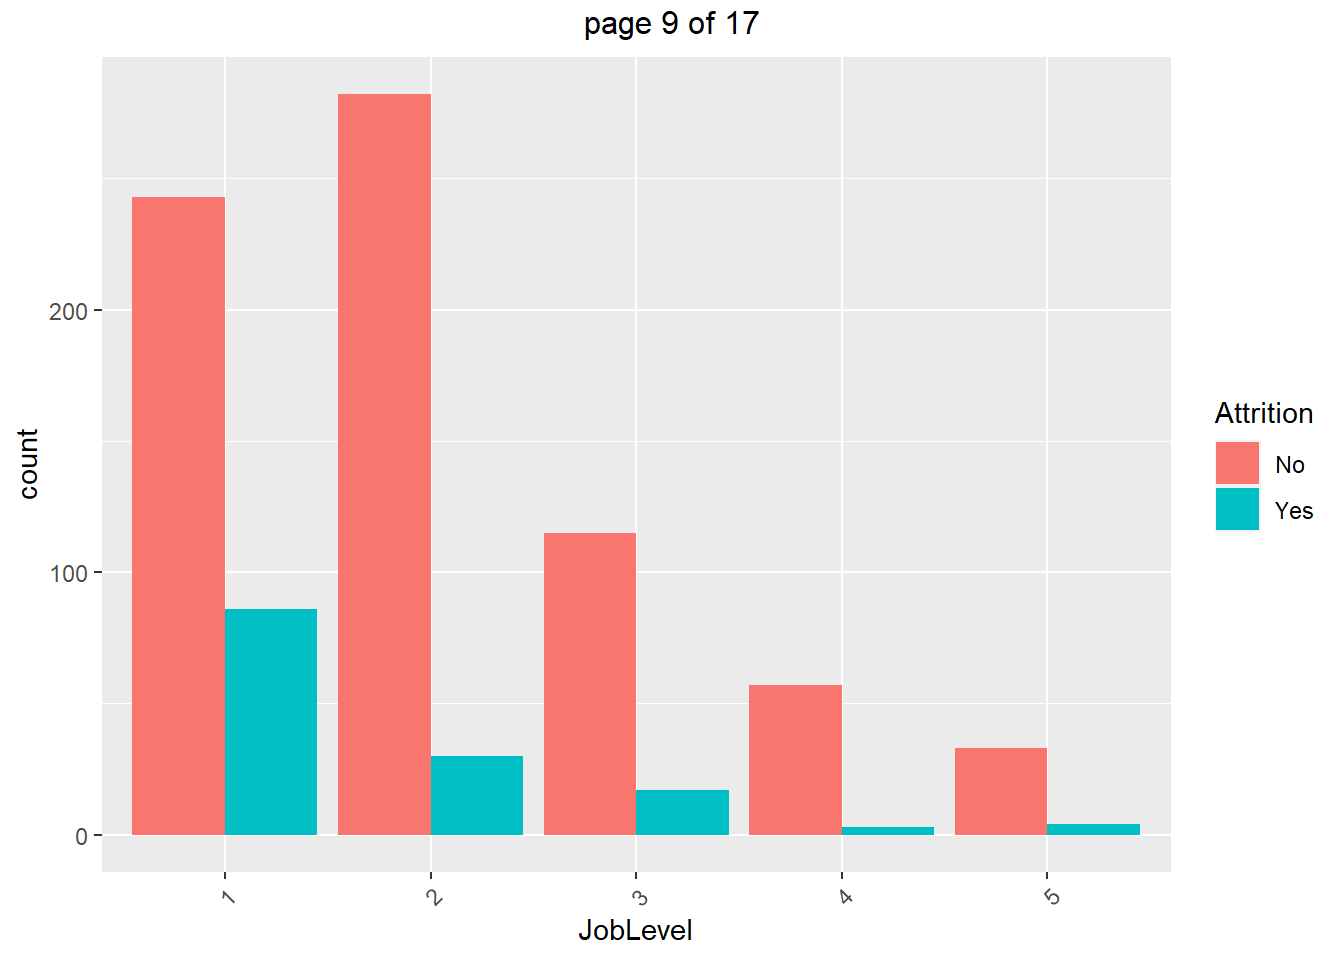 page 9 of 17
count
200
100
0
1
2
3
4
5
JobLevel
Attrition
No
Yes